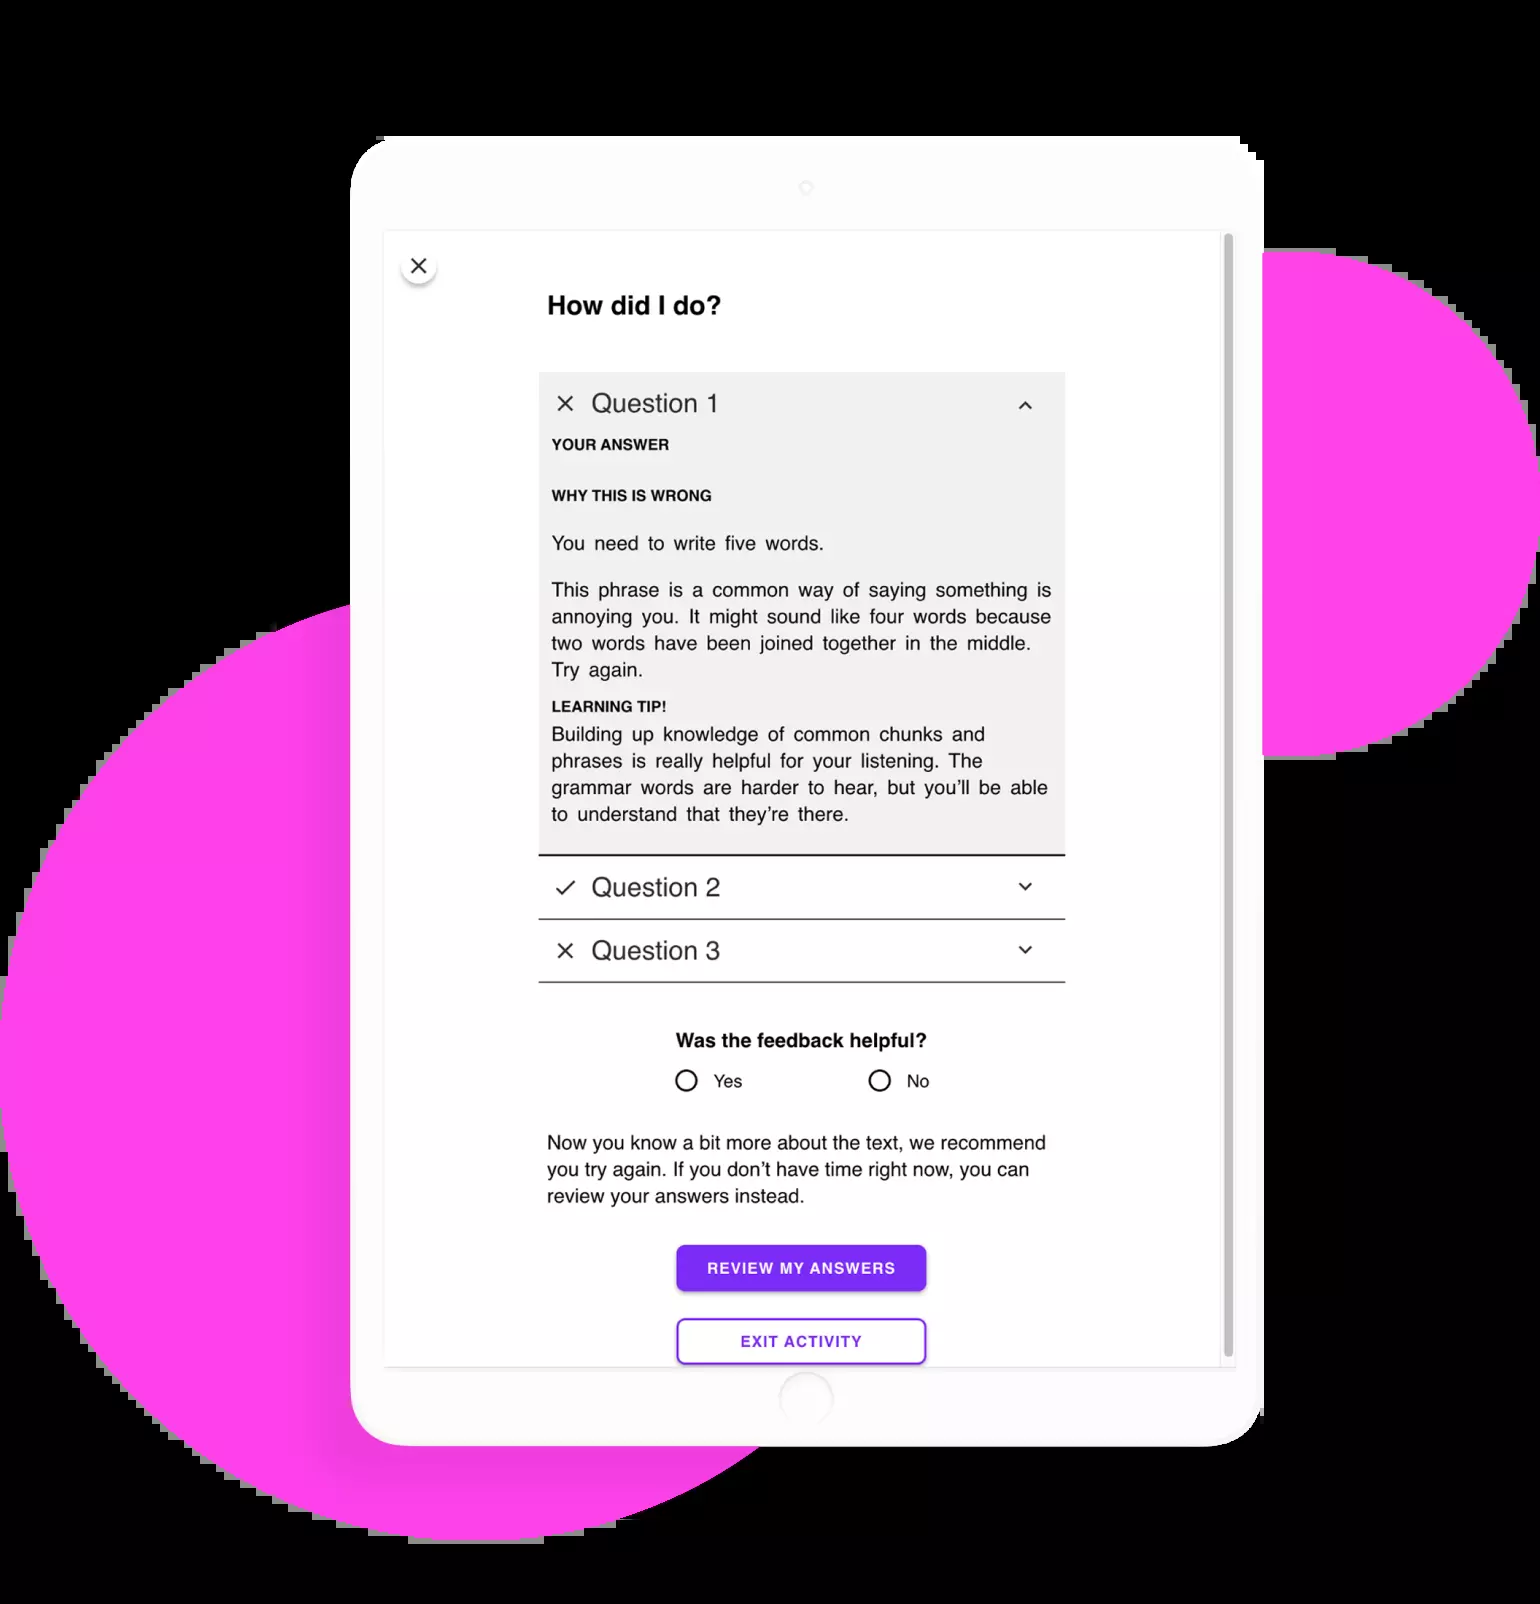 How did I do?
Question 1
YOUR ANSWER
WHY THIS IS WRONG
You need to write five words.
This phrase is a common way of saying something is
annoying you. It might sound like four words because
two words have been joined together in the middle.
Try again.
LEARNING TIP!
Building up knowledge of common chunks and
phrases is really helpful for your listening. The
grammar words are harder to hear, but you’ll be able
to understand that they’re there.
Question 2
Question 3
Was the feedback helpful?
Yes No
Now you know a bit more about the text, we recommend
you try again. If you don’t have time right now, you can
review your answers instead.
REVIEW MY ANSWERS
EXIT ACTIVITY